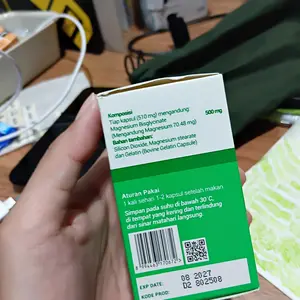 Komposisi
Tiap kapsul (510 mg) mengandung:
Magnesium Bisglycinate 500 mg
(Mengandung Magnesium 70.48 mg)
Bahan tambahan:
Silicon Dioxide, Magnesium stearate
dan Gelatin (Bovine Gelatin Capsule)
Aturan Pakai
1 kali sehari 1-2 kapsul setelah makan
Simpan pada suhu di bawah 30°C,
di tempat yang kering dan terlindung
dari sinar matahari langsung.
EXP DATE: 08 2027
KODE PROD: D2 802508